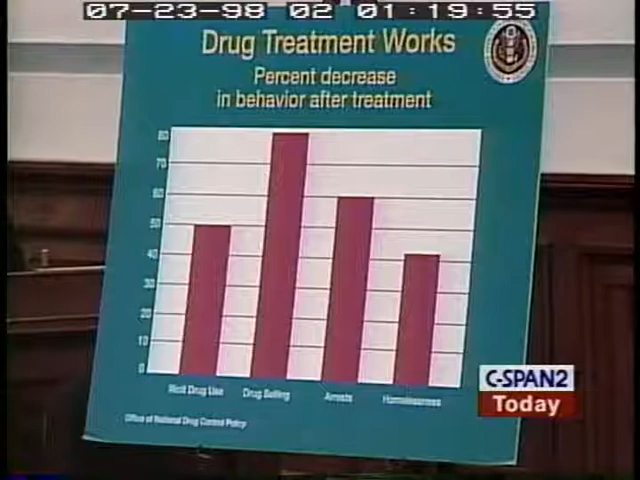 07-23-98 02 01:19:55
Drug Treatment Works
Percent decrease
in behavior after treatment
80
70
60
50
40
30
20
10
0
Illicit Drug Use Drug Selling Arrests Homelessness
Office of National Drug Control Policy
C-SPAN2
Today